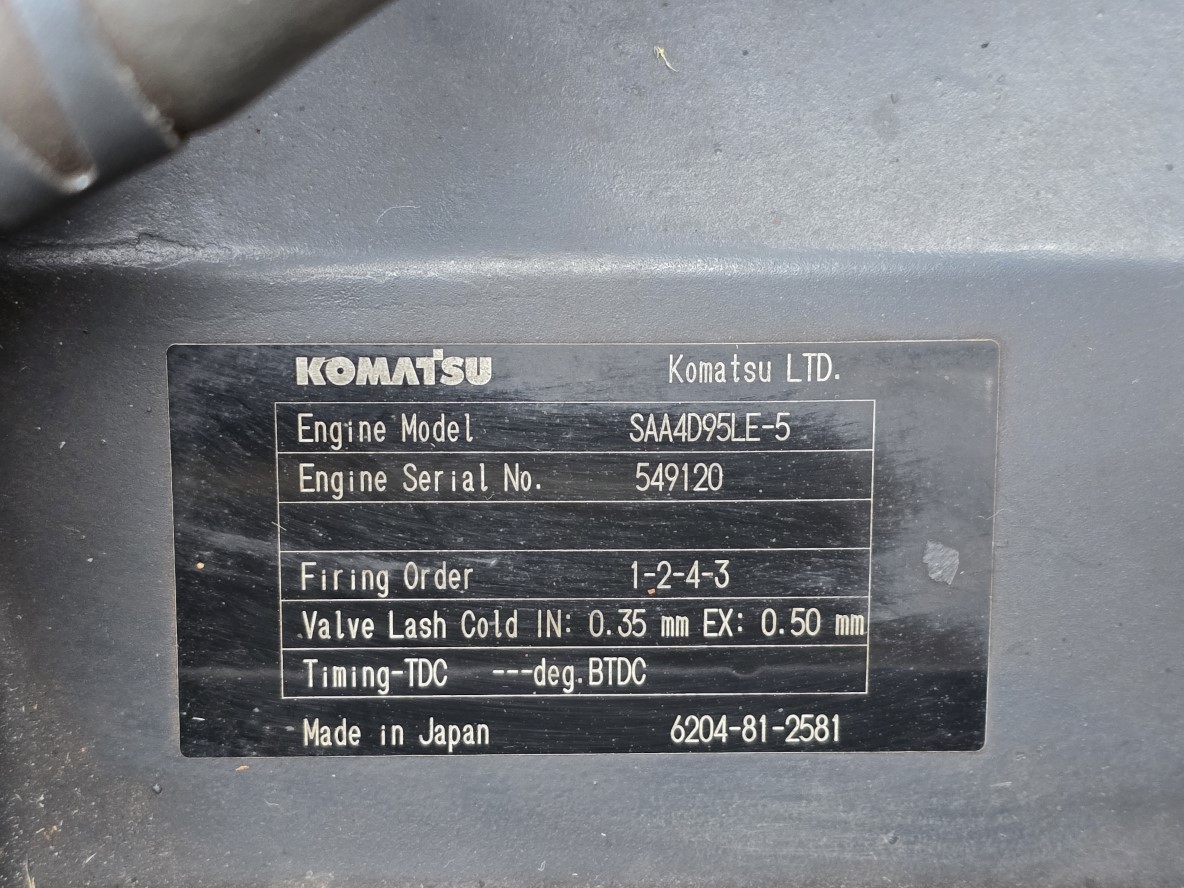 KOMATSU Komatsu LTD.
Engine Model SAA4D95LE-5
Engine Serial No. 549120
Firing Order 1-2-4-3
Valve Lash Cold IN: 0.35 mm EX: 0.50 mm
Timing-TDC ---deg.BTDC
Made in Japan 6204-81-2581